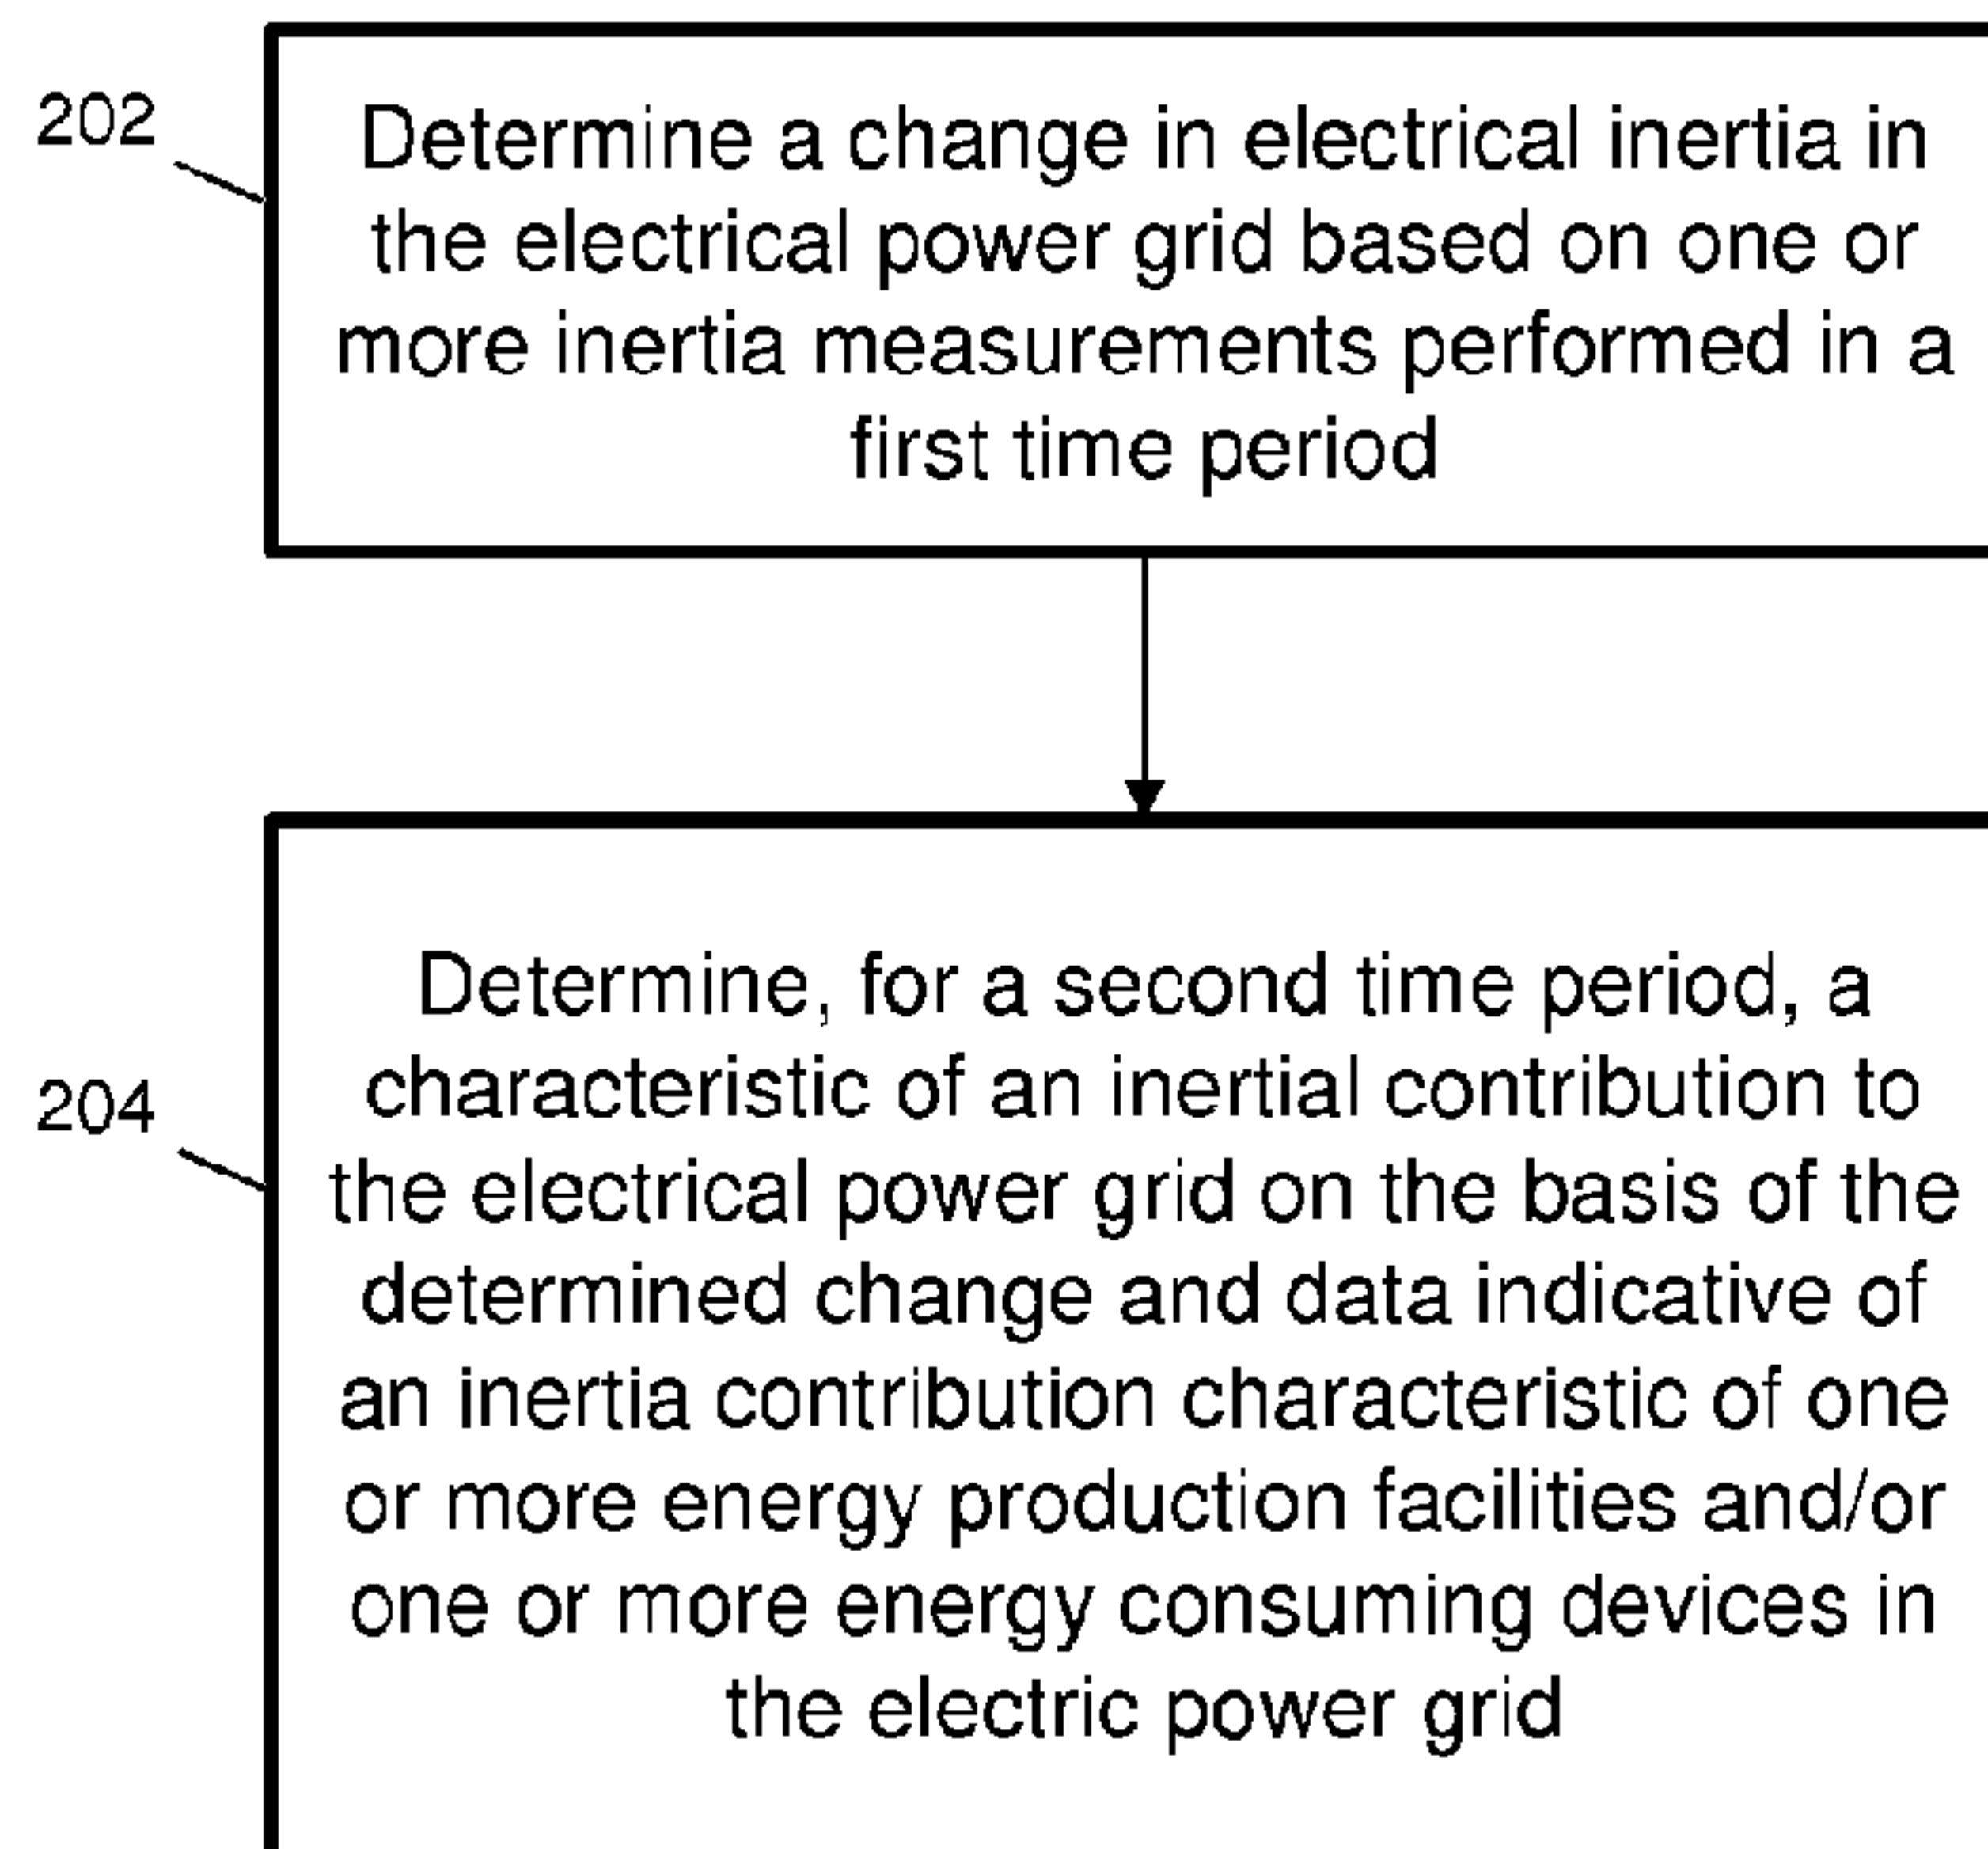 202
Determine a change in electrical inertia in
the electrical power grid based on one or
more inertia measurements performed in a
first time period
204
Determine, for a second time period, a
characteristic of an inertial contribution to
the electrical power grid on the basis of the
determined change and data indicative of
an inertia contribution characteristic of one
or more energy production facilities and/or
one or more energy consuming devices in
the electric power grid